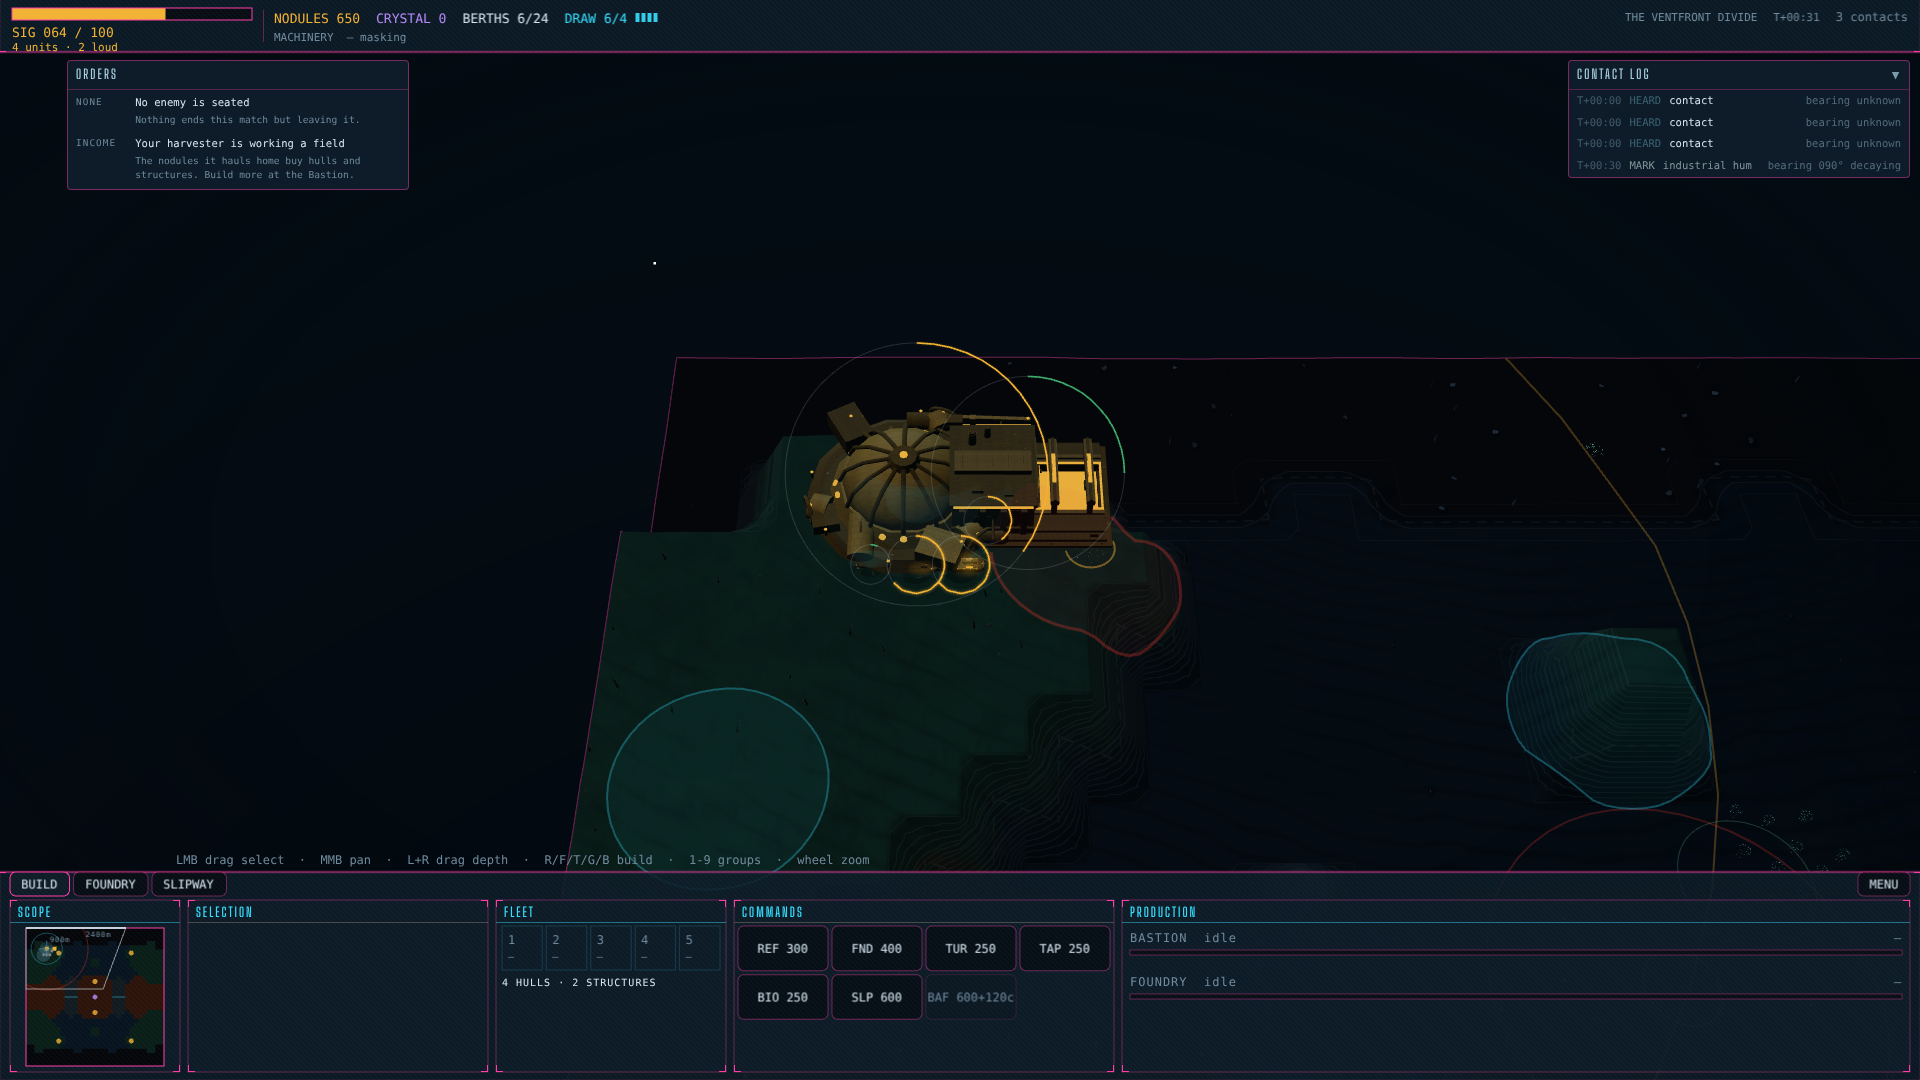 SIG 064 / 100
4 units · 2 loud
NODULES 650 CRYSTAL 0 BERTHS 6/24 DRAW 6/4
MACHINERY — masking
THE VENTFRONT DIVIDE T+00:31 3 contacts
ORDERS
NONE No enemy is seated
Nothing ends this match but leaving it.
INCOME Your harvester is working a field
The nodules it hauls home buy hulls and
structures. Build more at the Bastion.
CONTACT LOG ▼
T+00:00 HEARD contact bearing unknown
T+00:00 HEARD contact bearing unknown
T+00:00 HEARD contact bearing unknown
T+00:30 MARK industrial hum bearing 090° decaying
LMB drag select · MMB pan · L+R drag depth · R/F/T/G/B build · 1-9 groups · wheel zoom
BUILD FOUNDRY SLIPWAY MENU
SCOPE
900m 2400m
SELECTION
FLEET
1 2 3 4 5
– – – – –
4 HULLS · 2 STRUCTURES
COMMANDS
REF 300 FND 400 TUR 250 TAP 250
BIO 250 SLP 600 BAF 600+120c
PRODUCTION
BASTION idle –
FOUNDRY idle –